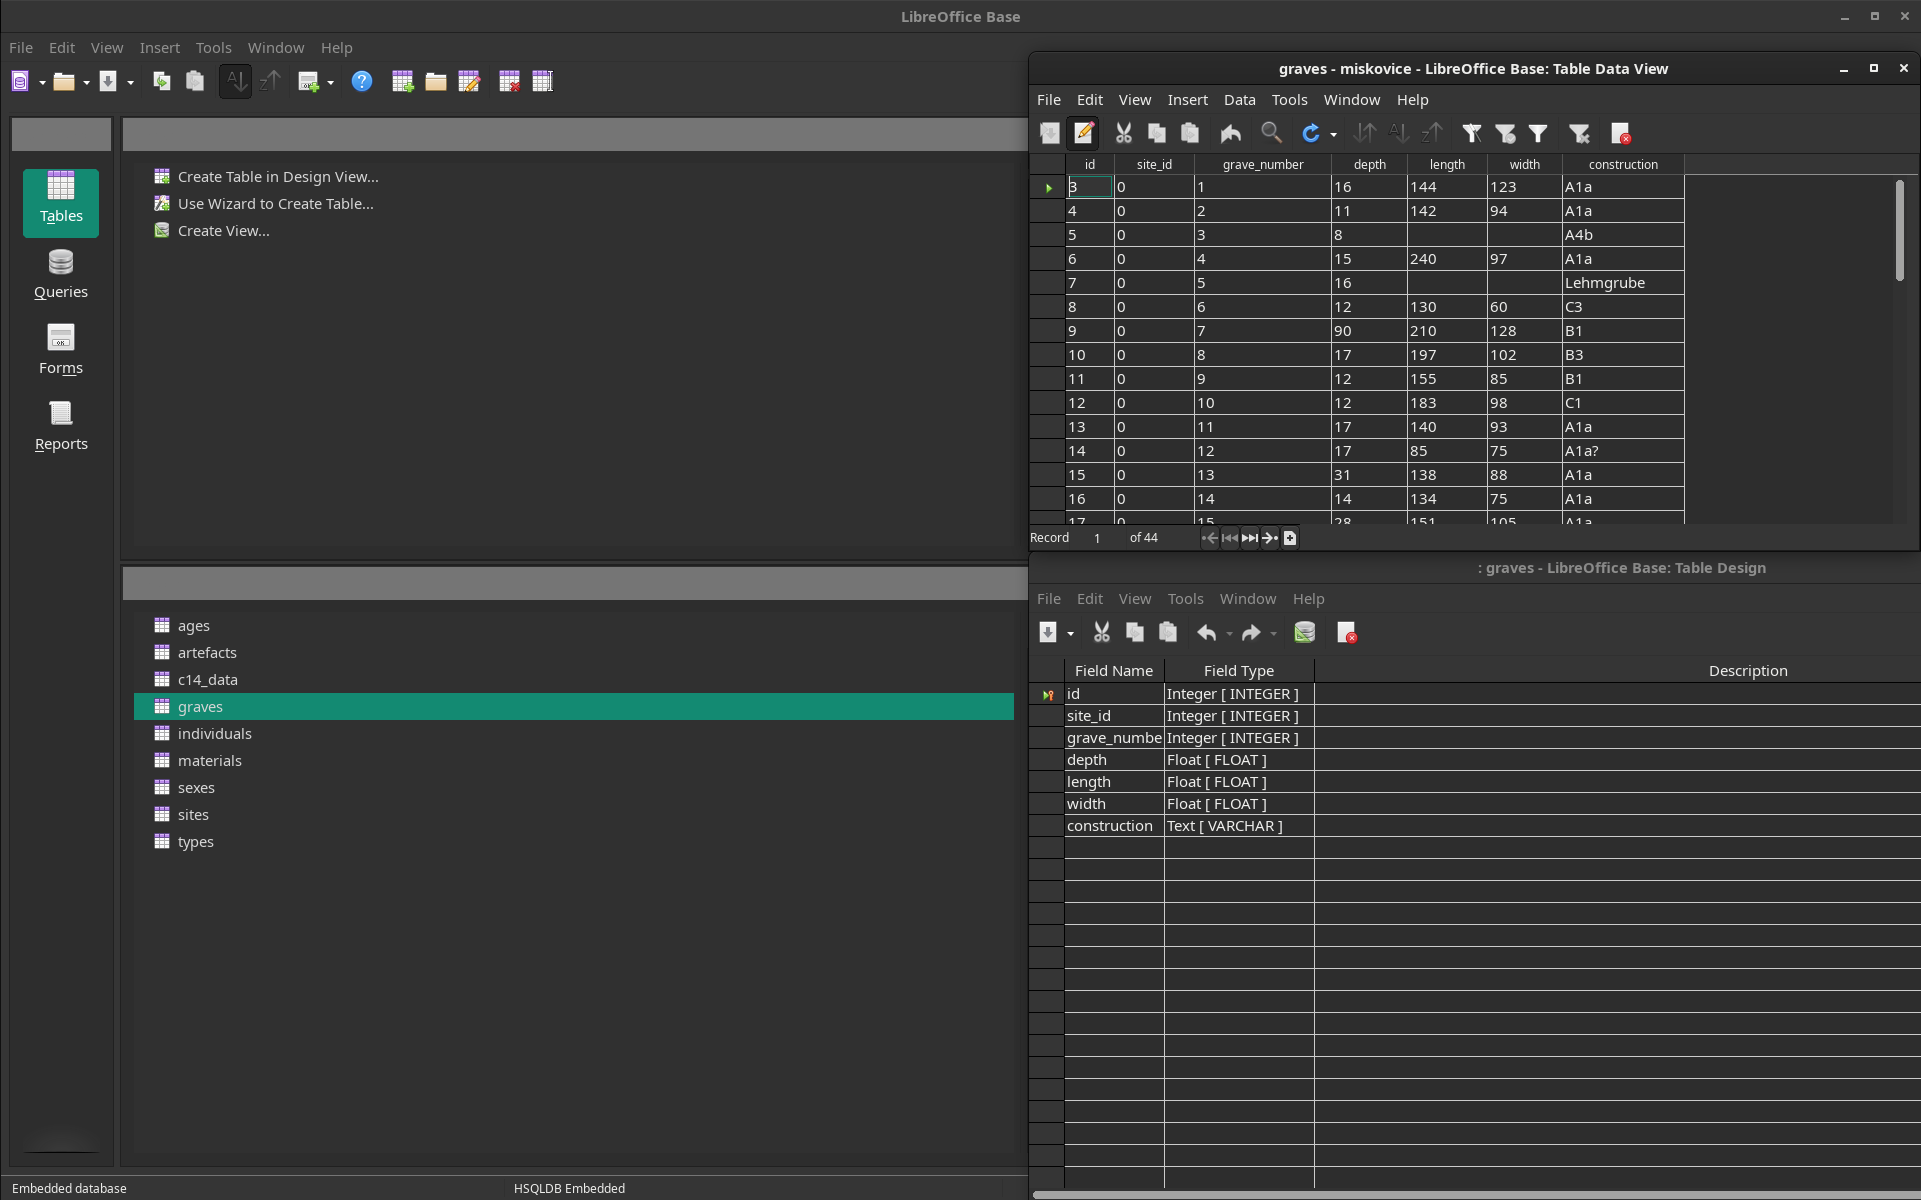 LibreOffice Base
File Edit View Insert Tools Window Help
Tables
Queries
Forms
Reports
Create Table in Design View...
Use Wizard to Create Table...
Create View...
ages
artefacts
c14_data
graves
individuals
materials
sexes
sites
types
Embedded database HSQLDB Embedded
graves - miskovice - LibreOffice Base: Table Data View
File Edit View Insert Data Tools Window Help
id site_id grave_number depth length width construction
3 0 1 16 144 123 A1a
4 0 2 11 142 94 A1a
5 0 3 8 A4b
6 0 4 15 240 97 A1a
7 0 5 16 Lehmgrube
8 0 6 12 130 60 C3
9 0 7 90 210 128 B1
10 0 8 17 197 102 B3
11 0 9 12 155 85 B1
12 0 10 12 183 98 C1
13 0 11 17 140 93 A1a
14 0 12 17 85 75 A1a?
15 0 13 31 138 88 A1a
16 0 14 14 134 75 A1a
17 0 15 28 151 105 A1a
Record 1 of 44
: graves - LibreOffice Base: Table Design
File Edit View Tools Window Help
Field Name Field Type Description
id Integer [ INTEGER ]
site_id Integer [ INTEGER ]
grave_numbe Integer [ INTEGER ]
depth Float [ FLOAT ]
length Float [ FLOAT ]
width Float [ FLOAT ]
construction Text [ VARCHAR ]